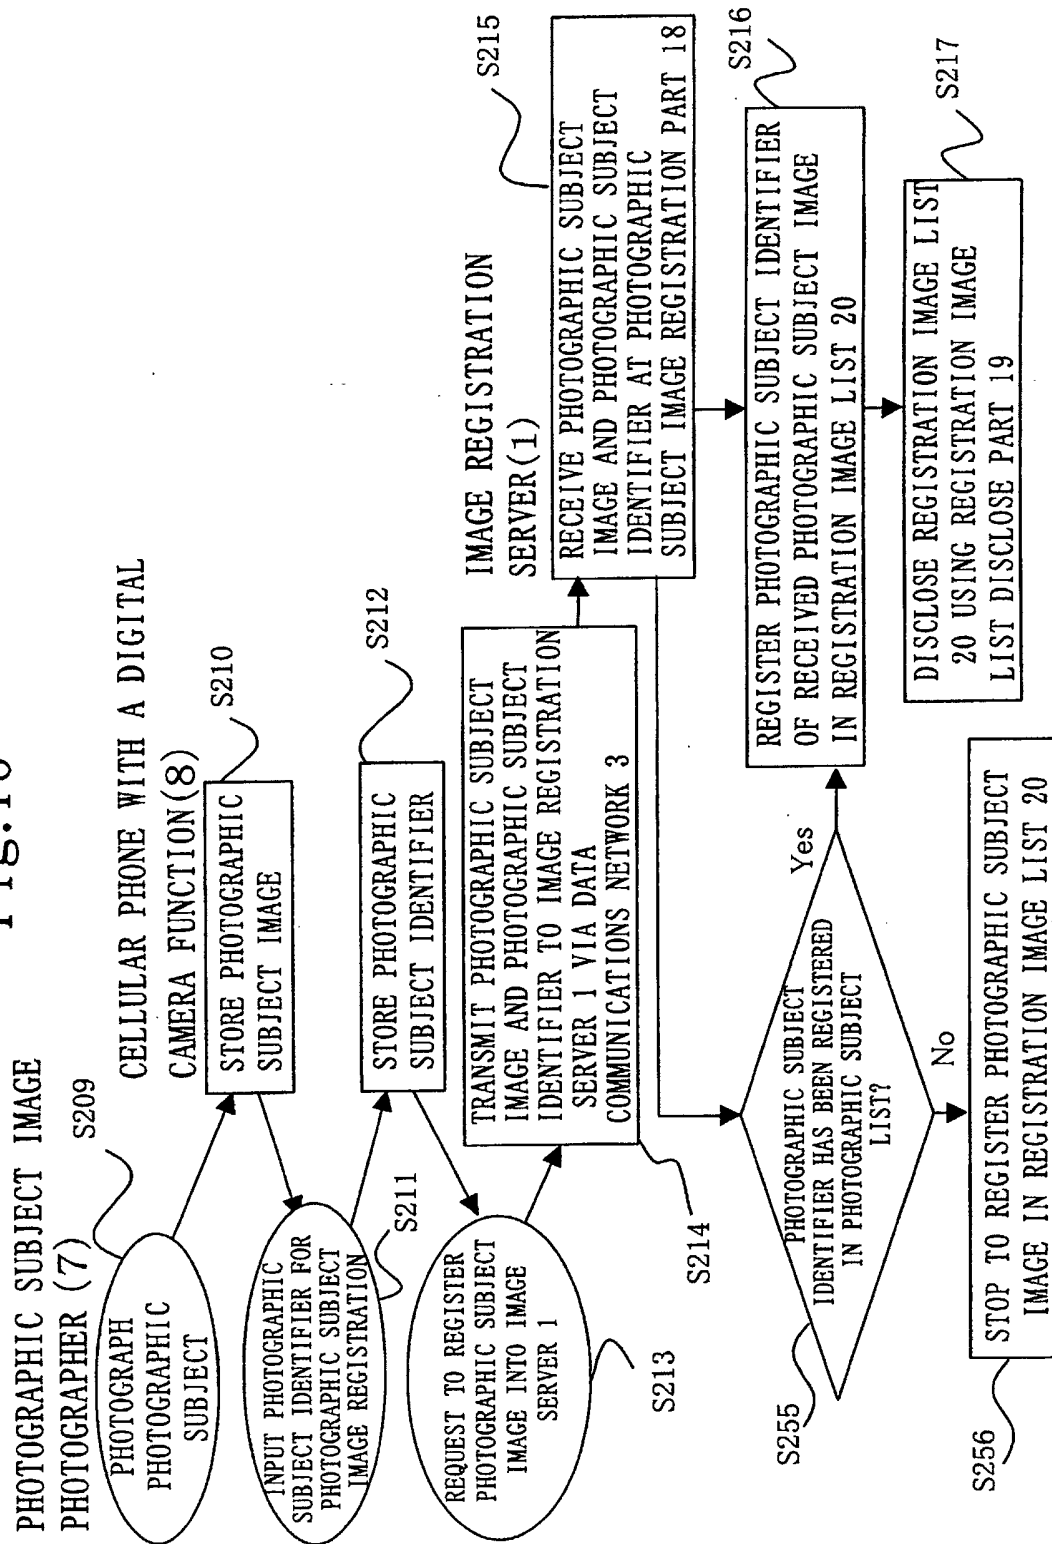 PHOTOGRAPHIC SUBJECT IMAGE
PHOTOGRAPHER (7)
S209
PHOTOGRAPH
PHOTOGRAPHIC
SUBJECT
CELLULAR PHONE WITH A DIGITAL
CAMERA FUNCTION(8)
S210
STORE PHOTOGRAPHIC
SUBJECT IMAGE
INPUT PHOTOGRAPHIC
SUBJECT IDENTIFIER FOR
PHOTOGRAPHIC SUBJECT
IMAGE REGISTRATION
S211
STORE PHOTOGRAPHIC
SUBJECT IDENTIFIER
S212
REQUEST TO REGISTER
PHOTOGRAPHIC SUBJECT
IMAGE INTO IMAGE
SERVER 1
S213
TRANSMIT PHOTOGRAPHIC SUBJECT
IMAGE AND PHOTOGRAPHIC SUBJECT
IDENTIFIER TO IMAGE REGISTRATION
SERVER 1 VIA DATA
COMMUNICATIONS NETWORK 3
S214
IMAGE REGISTRATION
SERVER(1)
S215
RECEIVE PHOTOGRAPHIC SUBJECT
IMAGE AND PHOTOGRAPHIC SUBJECT
IDENTIFIER AT PHOTOGRAPHIC
SUBJECT IMAGE REGISTRATION PART 18
S255
PHOTOGRAPHIC SUBJECT
IDENTIFIER HAS BEEN REGISTERED
IN PHOTOGRAPHIC SUBJECT
LIST?
Yes
No
S216
REGISTER PHOTOGRAPHIC SUBJECT IDENTIFIER
OF RECEIVED PHOTOGRAPHIC SUBJECT IMAGE
IN REGISTRATION IMAGE LIST 20
S217
DISCLOSE REGISTRATION IMAGE LIST
20 USING REGISTRATION IMAGE
LIST DISCLOSE PART 19
S256
STOP TO REGISTER PHOTOGRAPHIC SUBJECT
IMAGE IN REGISTRATION IMAGE LIST 20